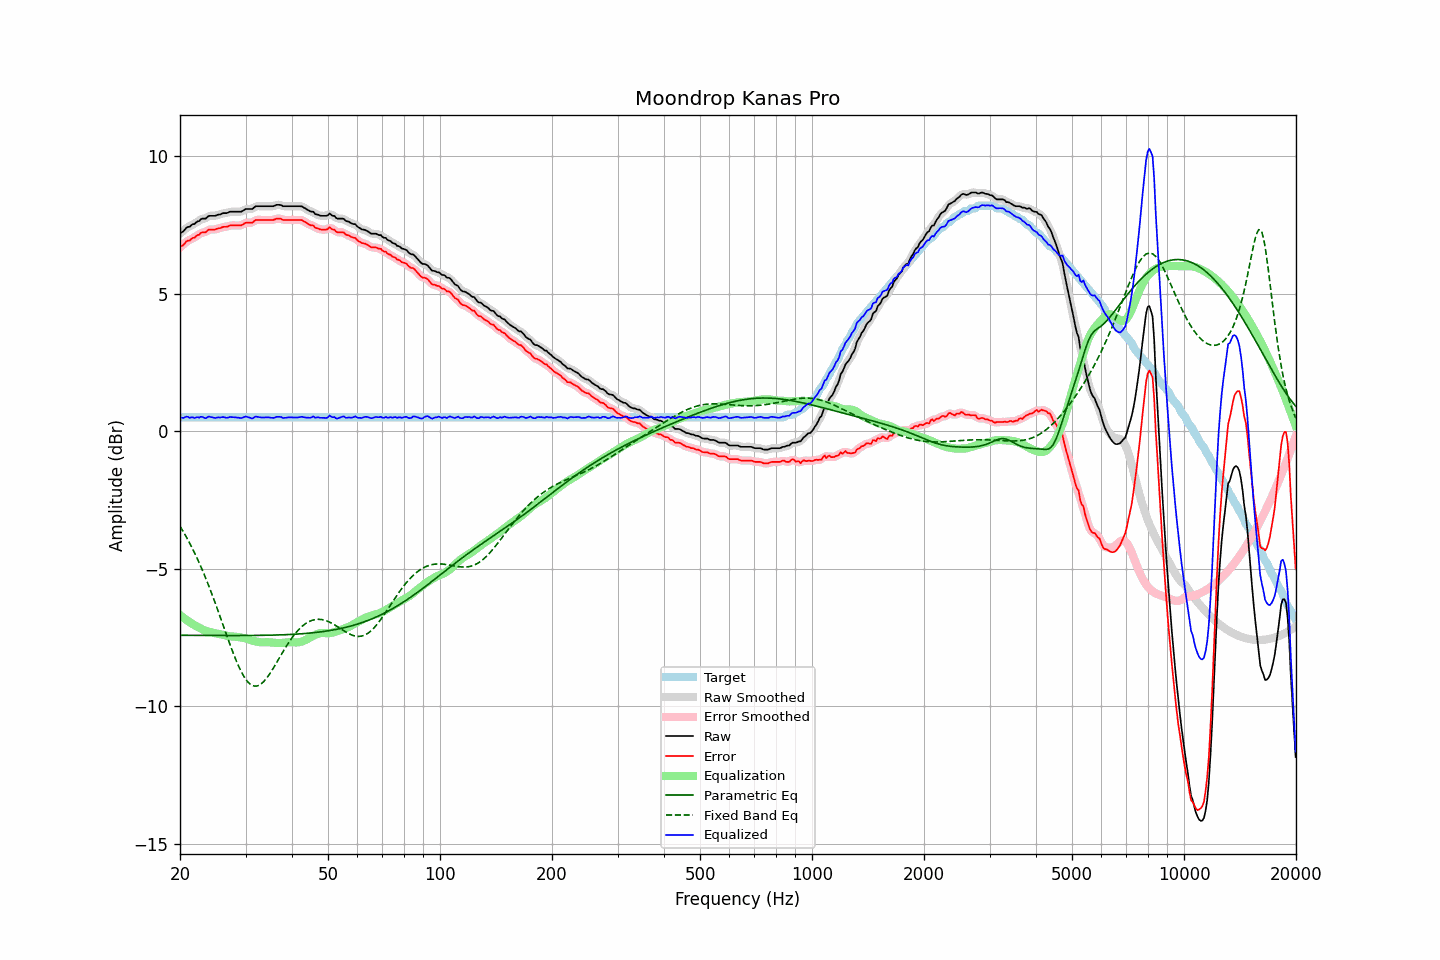 Moondrop Kanas Pro
Amplitude (dBr)
10
5
0
−5
−10
−15
20
50
100
200
500
1000
2000
5000
10000
20000
Frequency (Hz)
Target
Raw Smoothed
Error Smoothed
Raw
Error
Equalization
Parametric Eq
Fixed Band Eq
Equalized